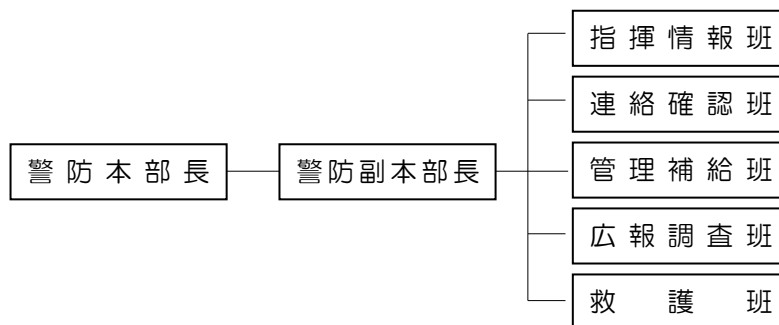 警防本部長
警防副本部長
指揮情報班
連絡確認班
管理補給班
広報調査班
救護班